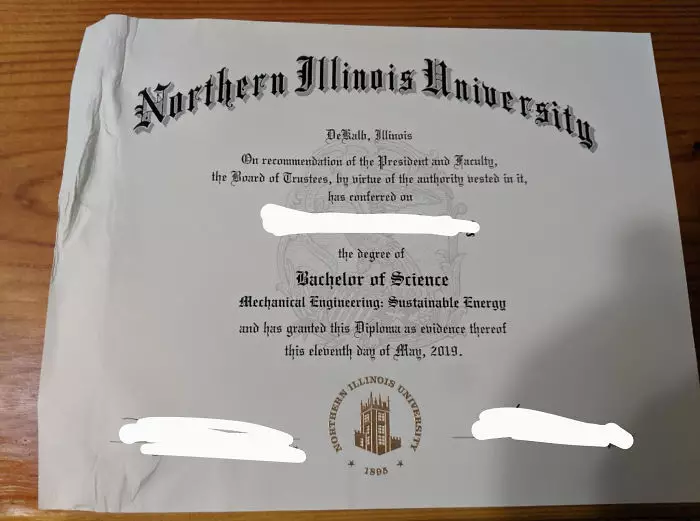 Northern Illinois University
DeKalb, Illinois
On recommendation of the President and Faculty,
the Board of Trustees, by virtue of the authority vested in it,
has conferred on
the degree of
Bachelor of Science
Mechanical Engineering: Sustainable Energy
and has granted this Diploma as evidence thereof
this eleventh day of May, 2019.
NORTHERN ILLINOIS UNIVERSITY
1895